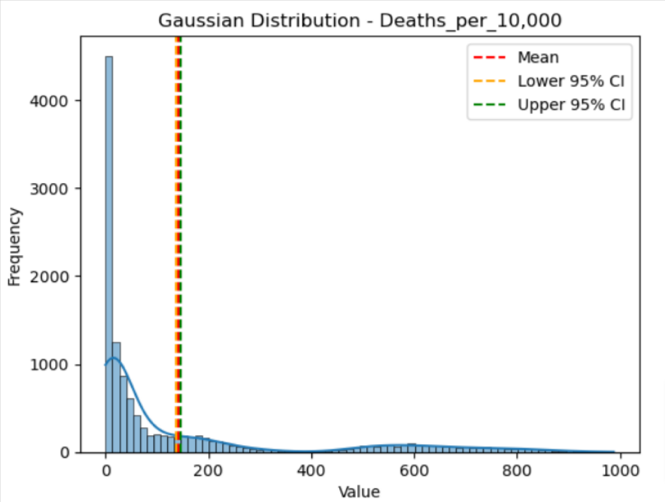 Gaussian Distribution - Deaths_per_10,000
Mean
Lower 95% CI
Upper 95% CI
Frequency
4000
3000
2000
1000
0
0 200 400 600 800 1000
Value